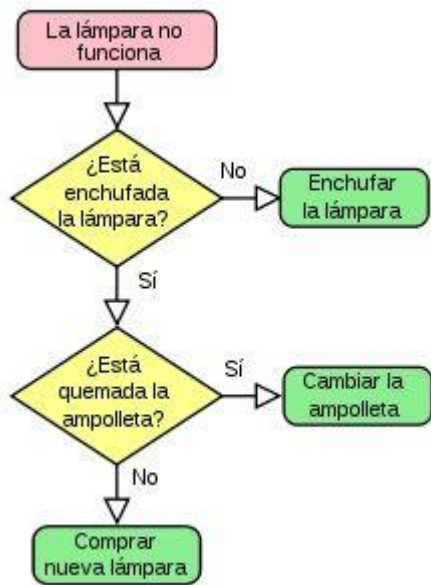 La lámpara no
funciona
¿Está
enchufada
la lámpara?
No
Enchufar
la lámpara
Sí
¿Está
quemada la
ampolleta?
Sí
Cambiar la
ampolleta
No
Comprar
nueva lámpara